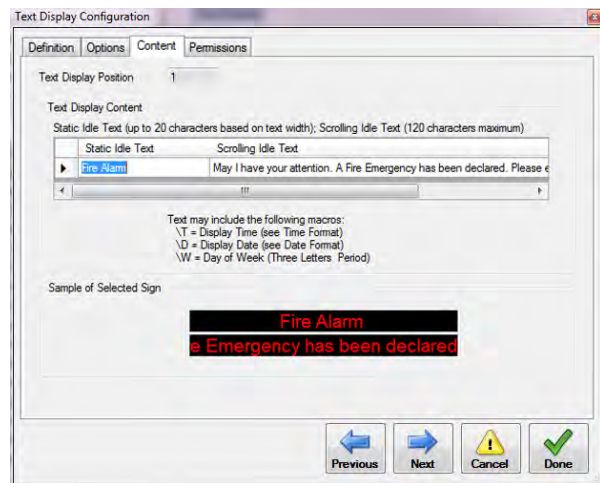 Text Display Configuration
Definition Options Content Permissions
Text Display Position 1
Text Display Content
Static Idle Text (up to 20 characters based on text width); Scrolling Idle Text (120 characters maximum)
Static Idle Text Scrolling Idle Text
Fire Alarm May I have your attention. A Fire Emergency has been declared. Please e
Text may include the following macros:
\T = Display Time (see Time Format)
\D = Display Date (see Date Format)
\W = Day of Week (Three Letters Period)
Sample of Selected Sign
Fire Alarm
e Emergency has been declared
Previous Next Cancel Done